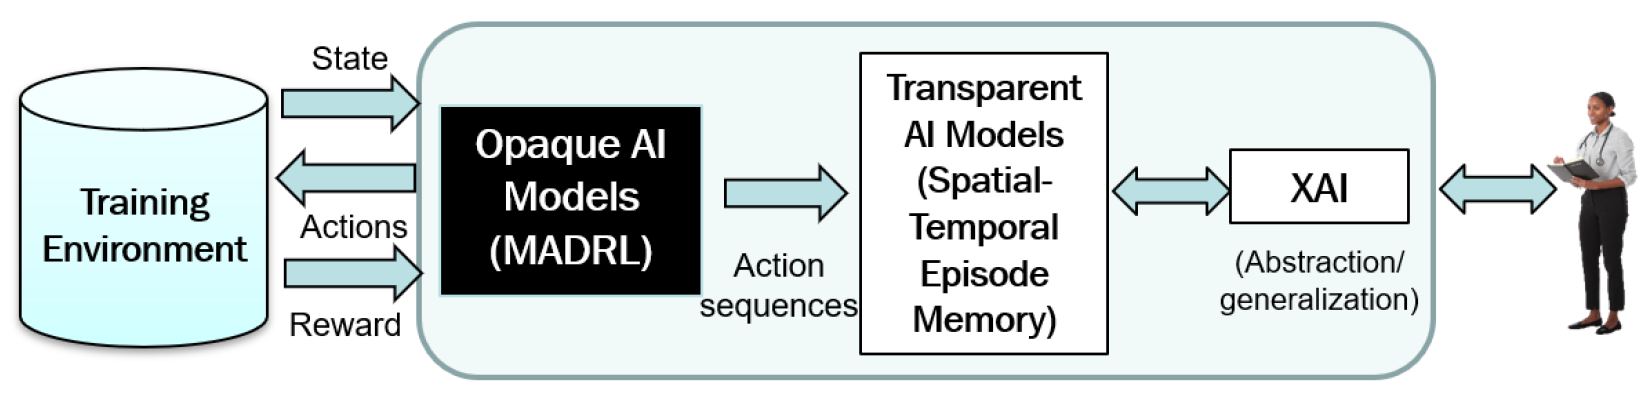 State
Training
Environment
Actions
Reward
Opaque AI
Models
(MADRL)
Action
sequences
Transparent
AI Models
(Spatial-
Temporal
Episode
Memory)
XAI
(Abstraction/
generalization)